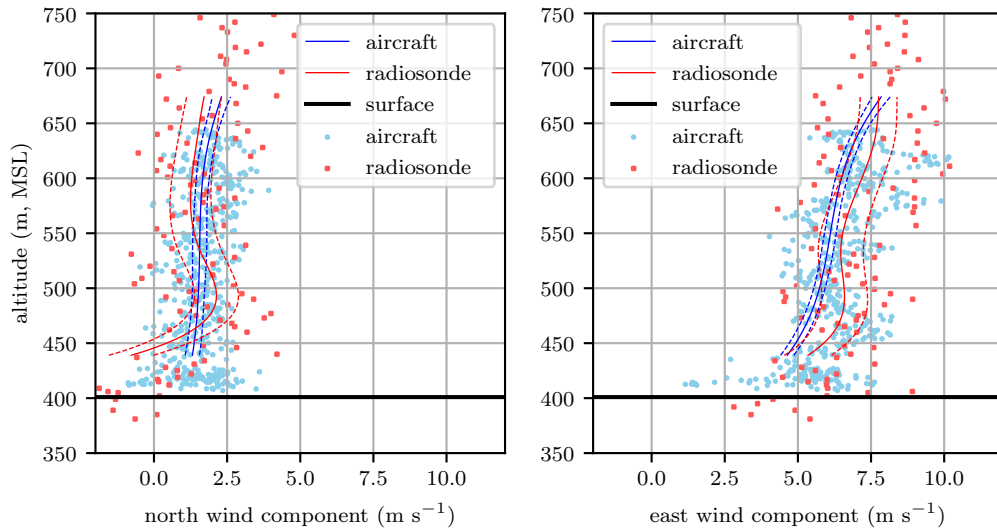 750
700
650
600
550
500
450
400
350
altitude (m, MSL)
aircraft
radiosonde
surface
aircraft
radiosonde
0.0 2.5 5.0 7.5 10.0
north wind component (m s⁻¹)
750
700
650
600
550
500
450
400
350
aircraft
radiosonde
surface
aircraft
radiosonde
0.0 2.5 5.0 7.5 10.0
east wind component (m s⁻¹)